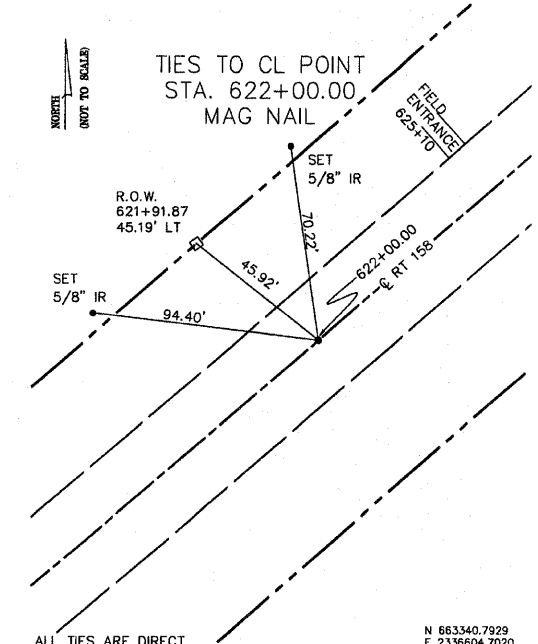 TIES TO CL POINT
STA. 622+00.00
MAG NAIL
NORTH
(NOT TO SCALE)
FIELD
ENTRANCE
625+10
SET
5/8" IR
R.O.W.
621+91.87
45.19' LT
70.22'
622+00.00
℄ RT 158
45.92'
SET
5/8" IR
94.40'
ALL TIES ARE DIRECT
N 663340.7929
E 2336604.7020